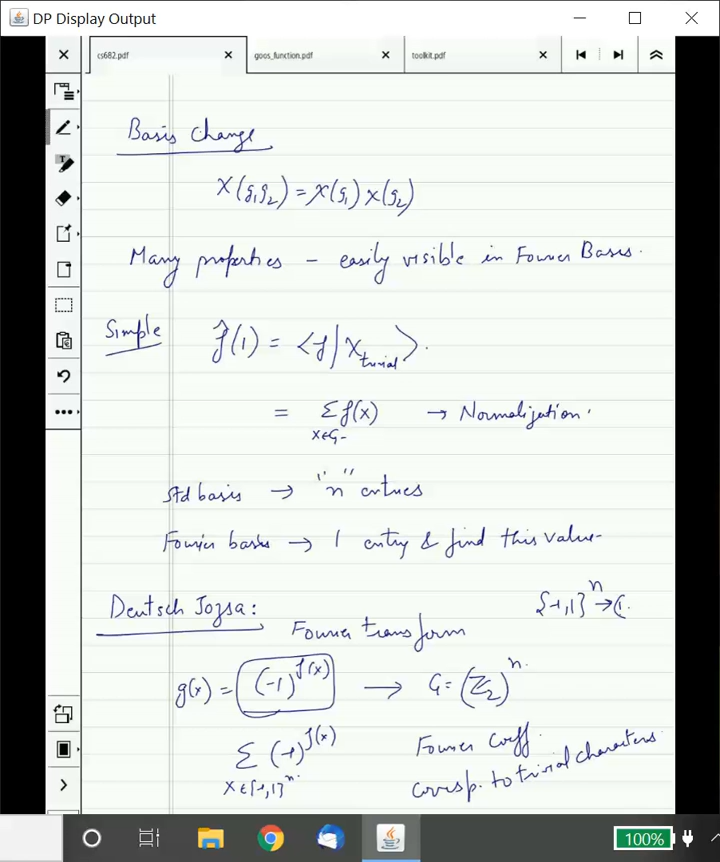 DP Display Output
cs682.pdf
goos_function.pdf
toolkit.pdf
Basis Change
χ(g₁g₂) = χ(g₁) χ(g₂)
Many properties – easily visible in Fourier Basis.
Simple f̂(1) = <f|χ_trivial>.
= Σ_{x∈G} f(x) → Normalization.
Std basis → "n" entries
Fourier basis → 1 entry & find this value.
Deutsch Jozsa: {-1,1}ⁿ → ℂ.
Fourier transform
g(x) = (-1)^{f(x)} → G = (ℤ₂)ⁿ.
Σ_{x∈{-1,1}ⁿ} (-1)^{f(x)} Fourier Coeff.
corresp. to trivial characters.
100%